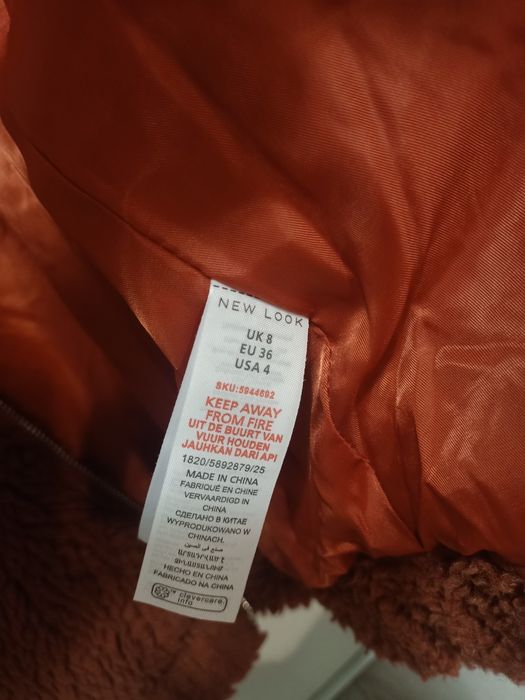 NEW LOOK
UK 8
EU 36
USA 4
SKU:5944692
KEEP AWAY
FROM FIRE
UIT DE BUURT VAN
VUUR HOUDEN
JAUHKAN DARI API
1820/5892879/25
MADE IN CHINA
FABRIQUÉ EN CHINE
VERVAARDIGD IN
CHINA
СДЕЛАНО В КИТАЕ
WYPRODUKOWANO W
CHINACH.
صنع في الصين
HECHO EN CHINA
FABRICADO NA CHINA
clevercare.
info